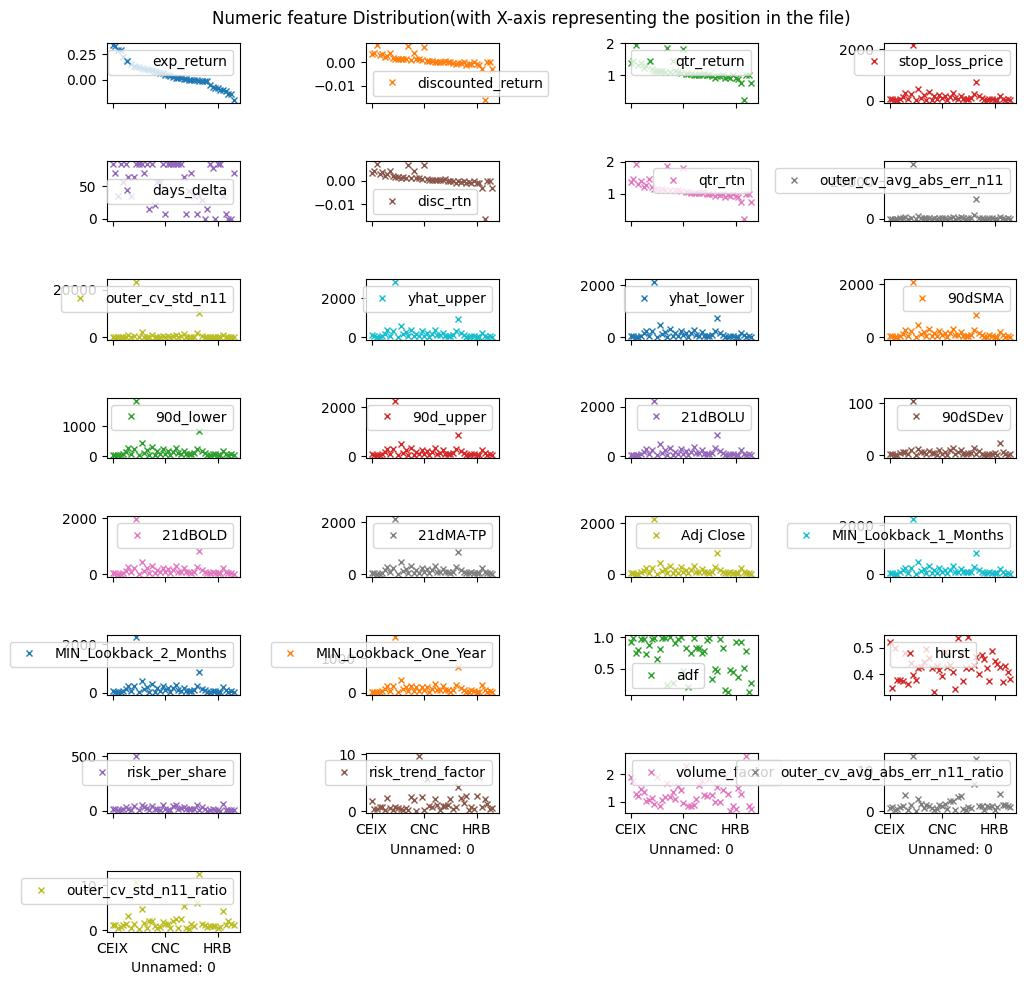 Numeric feature Distribution(with X-axis representing the position in the file)
0.25
0.00
exp_return
0.00
−0.01
discounted_return
2
1
qtr_return
2000
0
stop_loss_price
50
0
days_delta
0.00
−0.01
disc_rtn
2
1
qtr_rtn
0
outer_cv_avg_abs_err_n11
20000
0
outer_cv_std_n11
2000
0
yhat_upper
2000
0
yhat_lower
2000
0
90dSMA
1000
0
90d_lower
2000
0
90d_upper
2000
0
21dBOLU
100
0
90dSDev
2000
0
21dBOLD
2000
0
21dMA-TP
2000
0
Adj Close
2000
0
MIN_Lookback_1_Months
2000
0
MIN_Lookback_2_Months
1000
0
MIN_Lookback_One_Year
1.0
0.5
adf
0.5
0.4
hurst
500
0
risk_per_share
10
0
risk_trend_factor
CEIX CNC HRB
Unnamed: 0
2
1
volume_factor
CEIX CNC HRB
Unnamed: 0
10
0
outer_cv_avg_abs_err_n11_ratio
CEIX CNC HRB
Unnamed: 0
10
0
outer_cv_std_n11_ratio
CEIX CNC HRB
Unnamed: 0